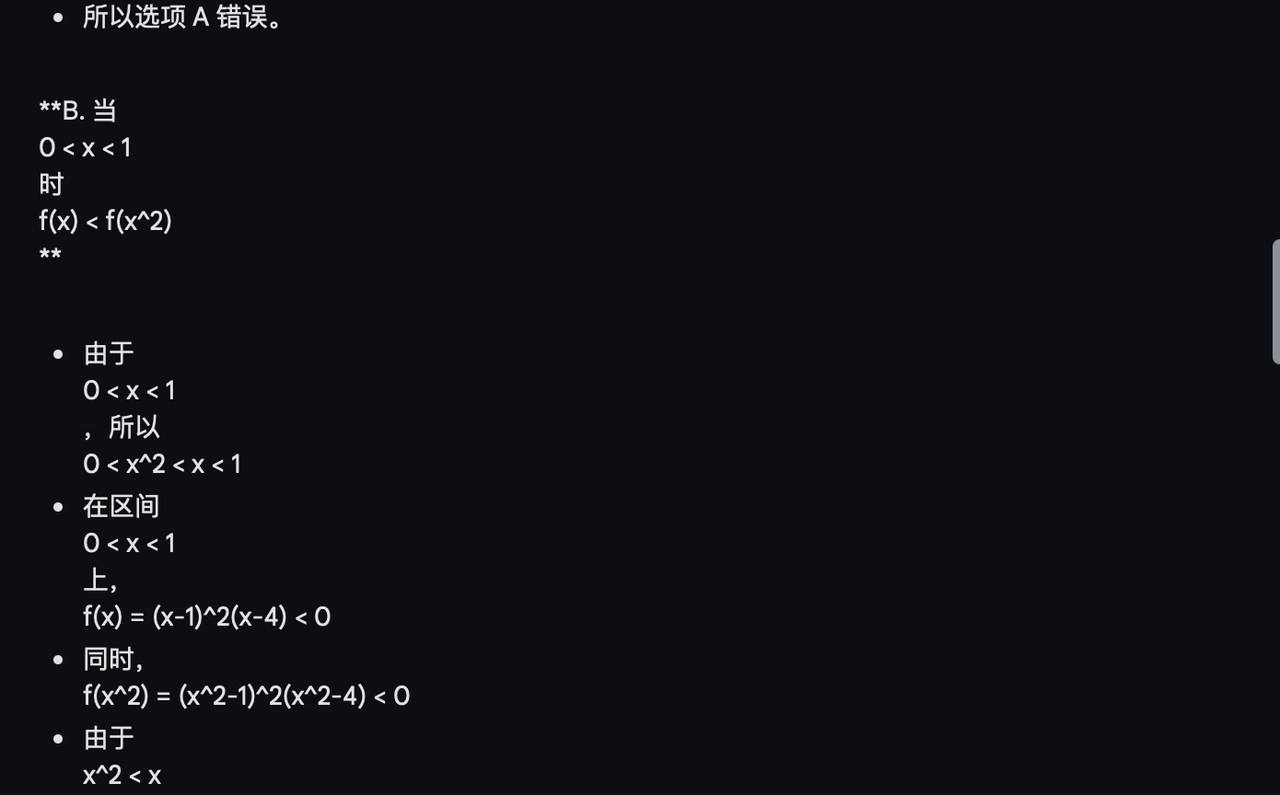 • 所以选项 A 错误。
**B. 当
0 < x < 1
时
f(x) < f(x^2)
**
• 由于
0 < x < 1
，所以
0 < x^2 < x < 1
• 在区间
0 < x < 1
上，
f(x) = (x-1)^2(x-4) < 0
• 同时，
f(x^2) = (x^2-1)^2(x^2-4) < 0
• 由于
x^2 < x